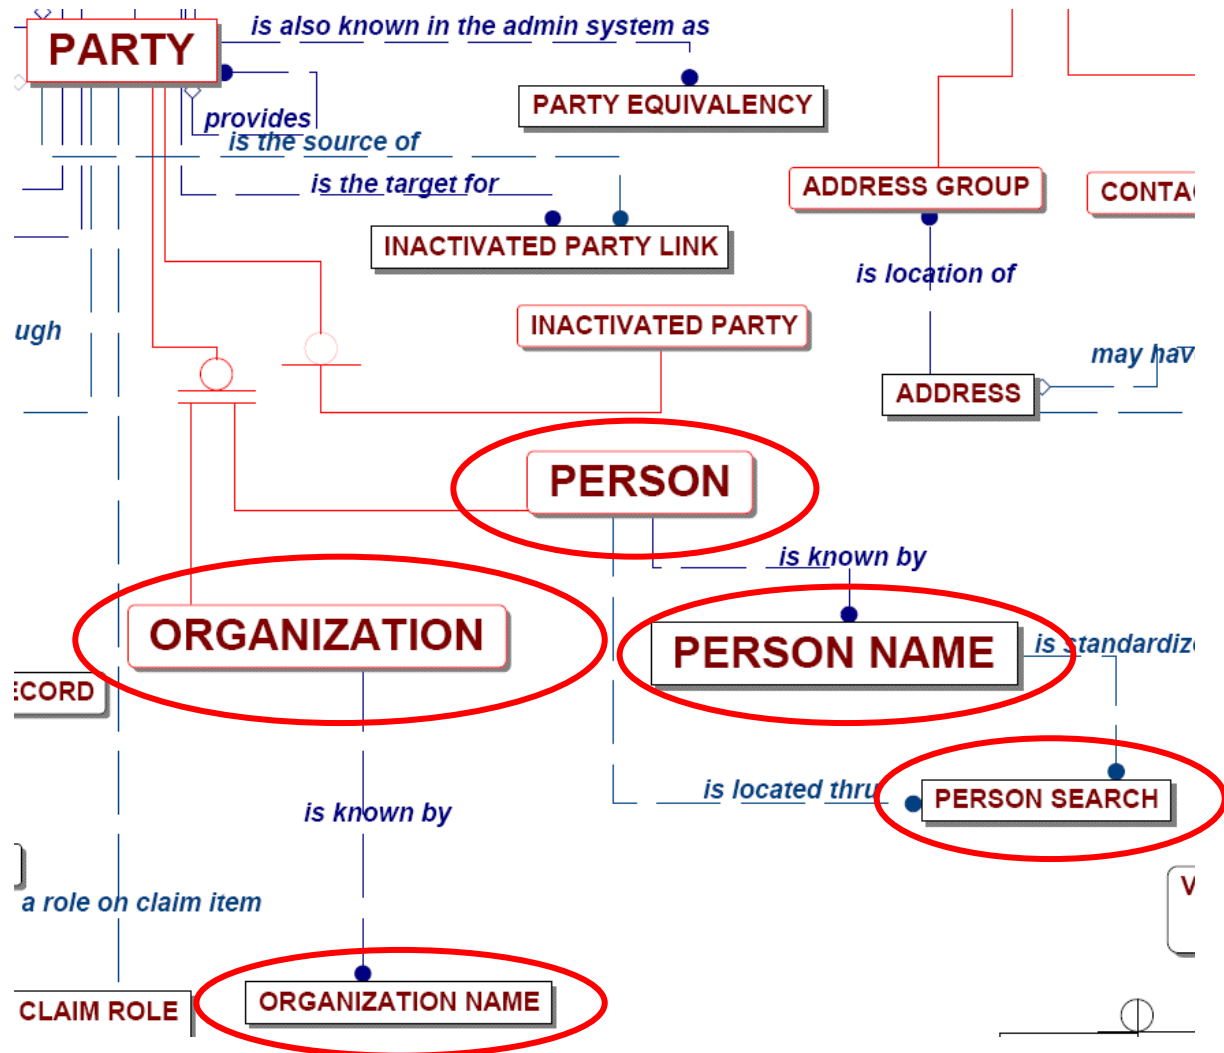 is also known in the admin system as
PARTY
PARTY EQUIVALENCY
provides
is the source of
is the target for
ADDRESS GROUP
CONTA
INACTIVATED PARTY LINK
is location of
INACTIVATED PARTY
ugh
may hav
ADDRESS
PERSON
is known by
ORGANIZATION
PERSON NAME
is standardize
ECORD
is located thru
PERSON SEARCH
is known by
V
a role on claim item
ORGANIZATION NAME
CLAIM ROLE